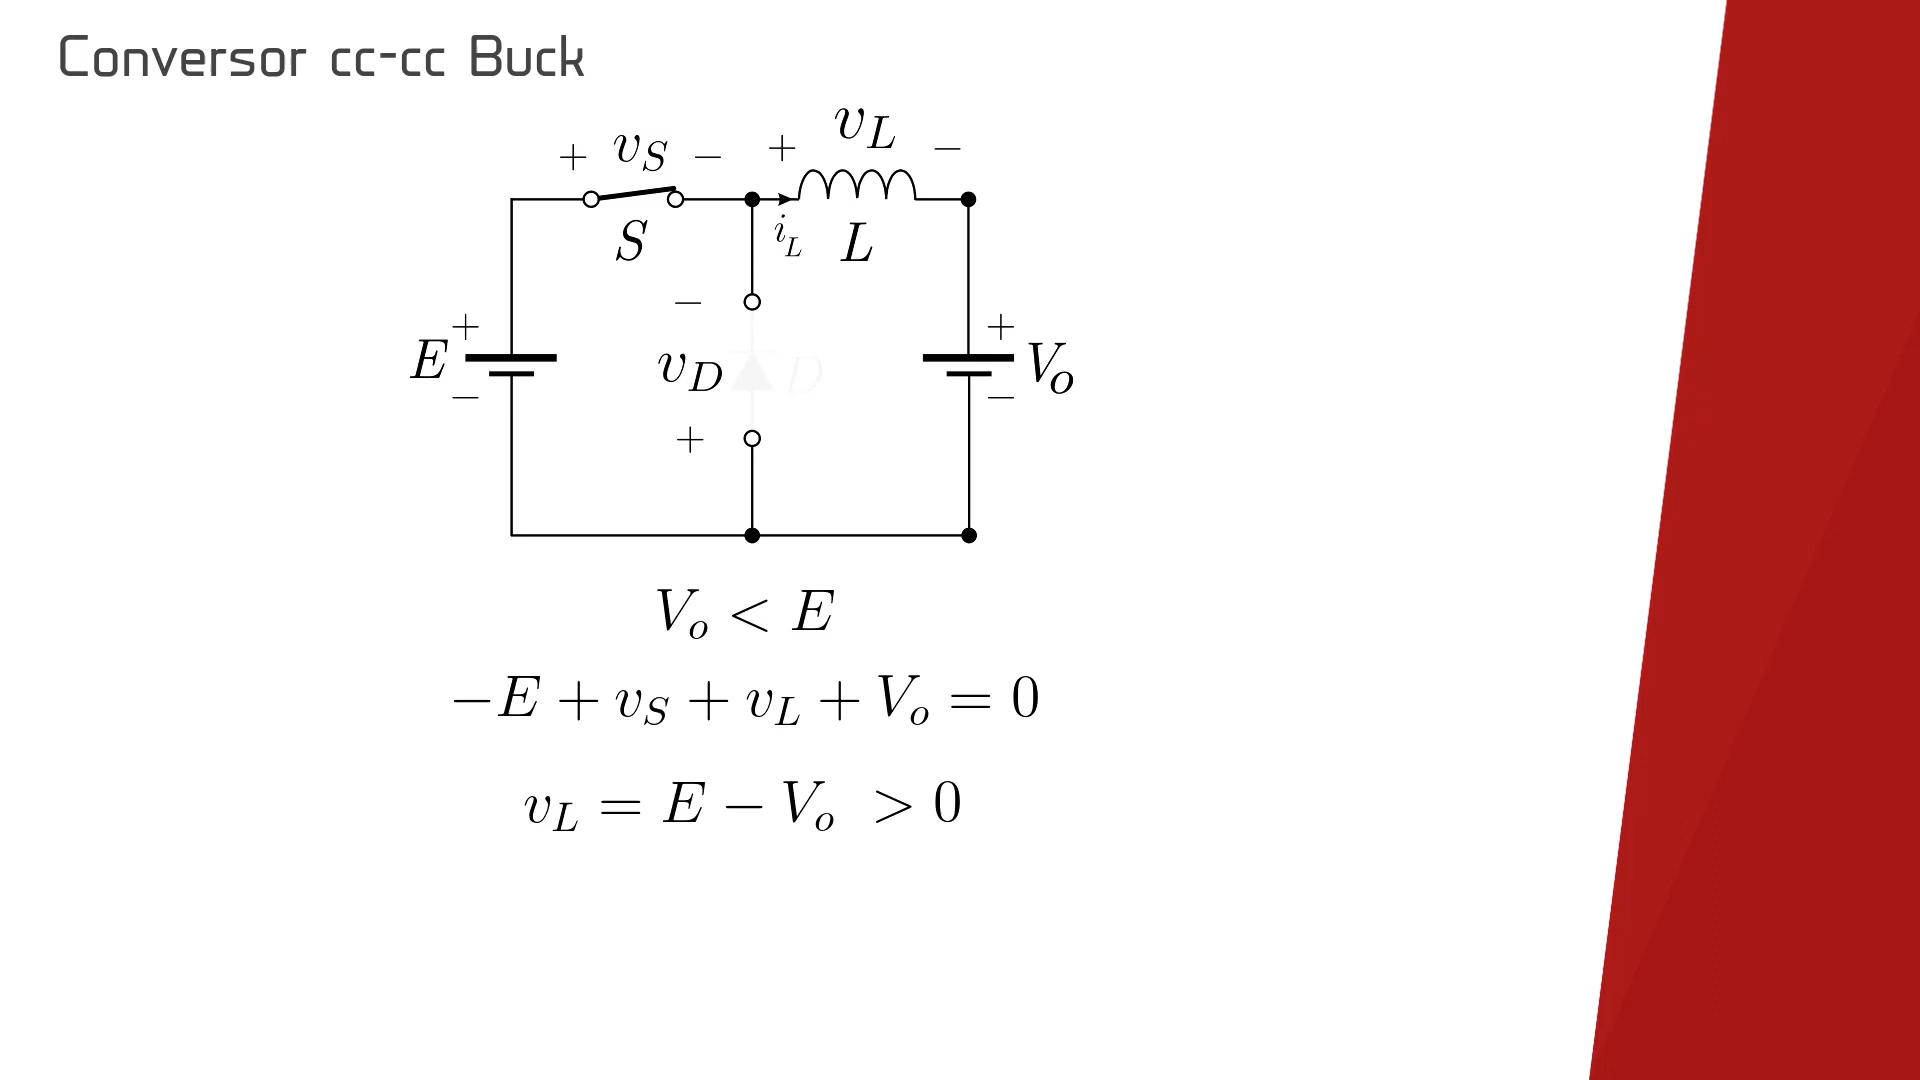 Conversor cc-cc Buck
+ v_S −
+ v_L −
S
i_L
L
E
+
−
−
v_D
+
D
+
−
V_o
V_o < E
−E + v_S + v_L + V_o = 0
v_L = E − V_o > 0